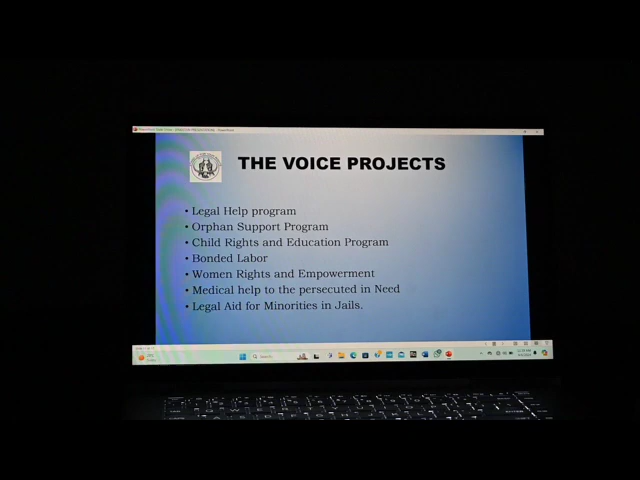 THE VOICE PROJECTS
• Legal Help program
• Orphan Support Program
• Child Rights and Education Program
• Bonded Labor
• Women Rights and Empowerment
• Medical help to the persecuted in Need
• Legal Aid for Minorities in Jails.
Search